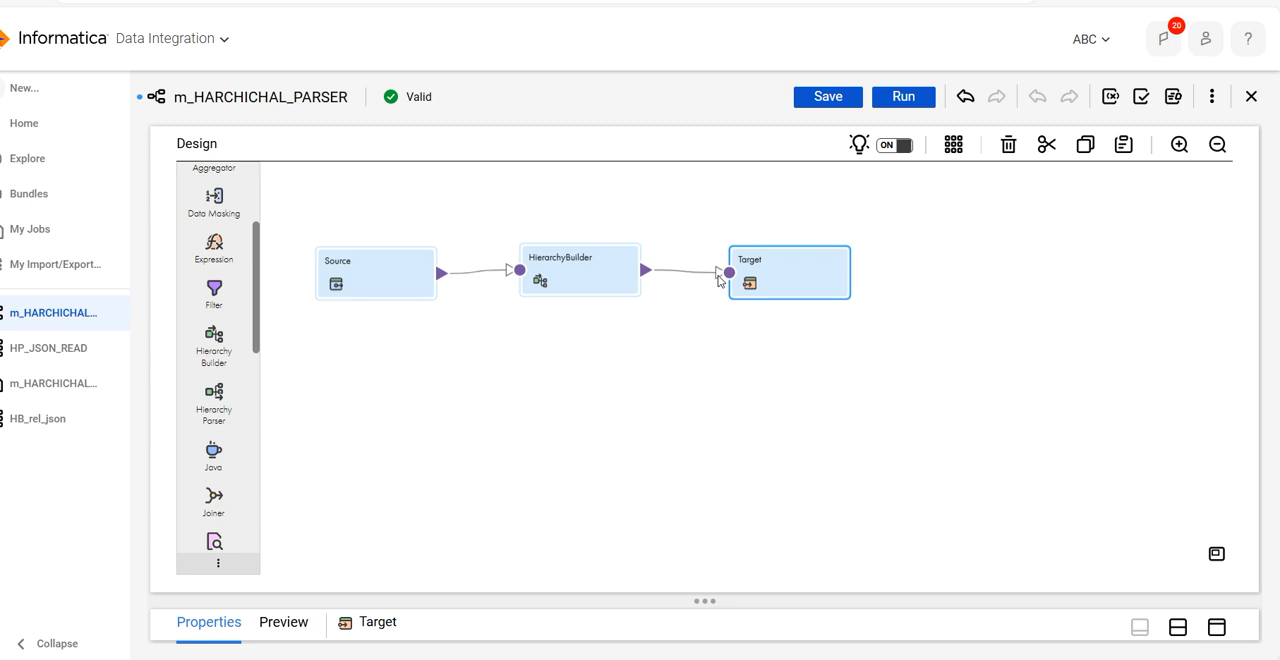 Informatica Data Integration
ABC
20
?
New...
Home
Explore
Bundles
My Jobs
My Import/Export...
m_HARCHICHAL...
HP_JSON_READ
m_HARCHICHAL...
HB_rel_json
Collapse
m_HARCHICHAL_PARSER
Valid
Save
Run
Design
ON
Aggregator
Data Masking
Expression
Filter
Hierarchy
Builder
Hierarchy
Parser
Java
Joiner
Source
HierarchyBuilder
Target
Properties
Preview
Target